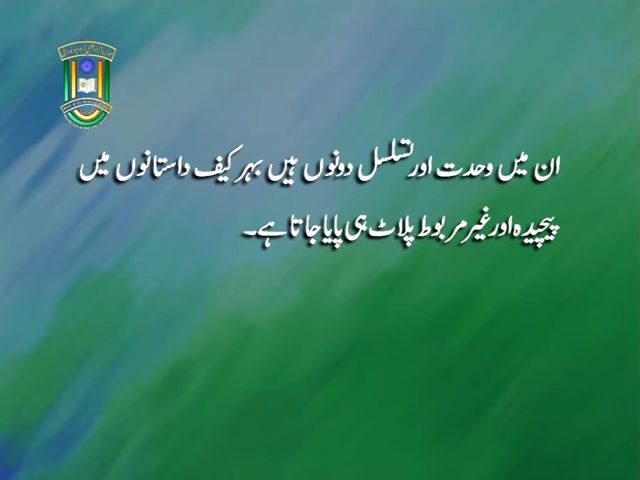 ان میں وحدت اور تسلسل دونوں ہیں بہر کیف داستانوں میں
پیچیدہ اور غیر مربوط پلاٹ ہی پایا جاتا ہے۔